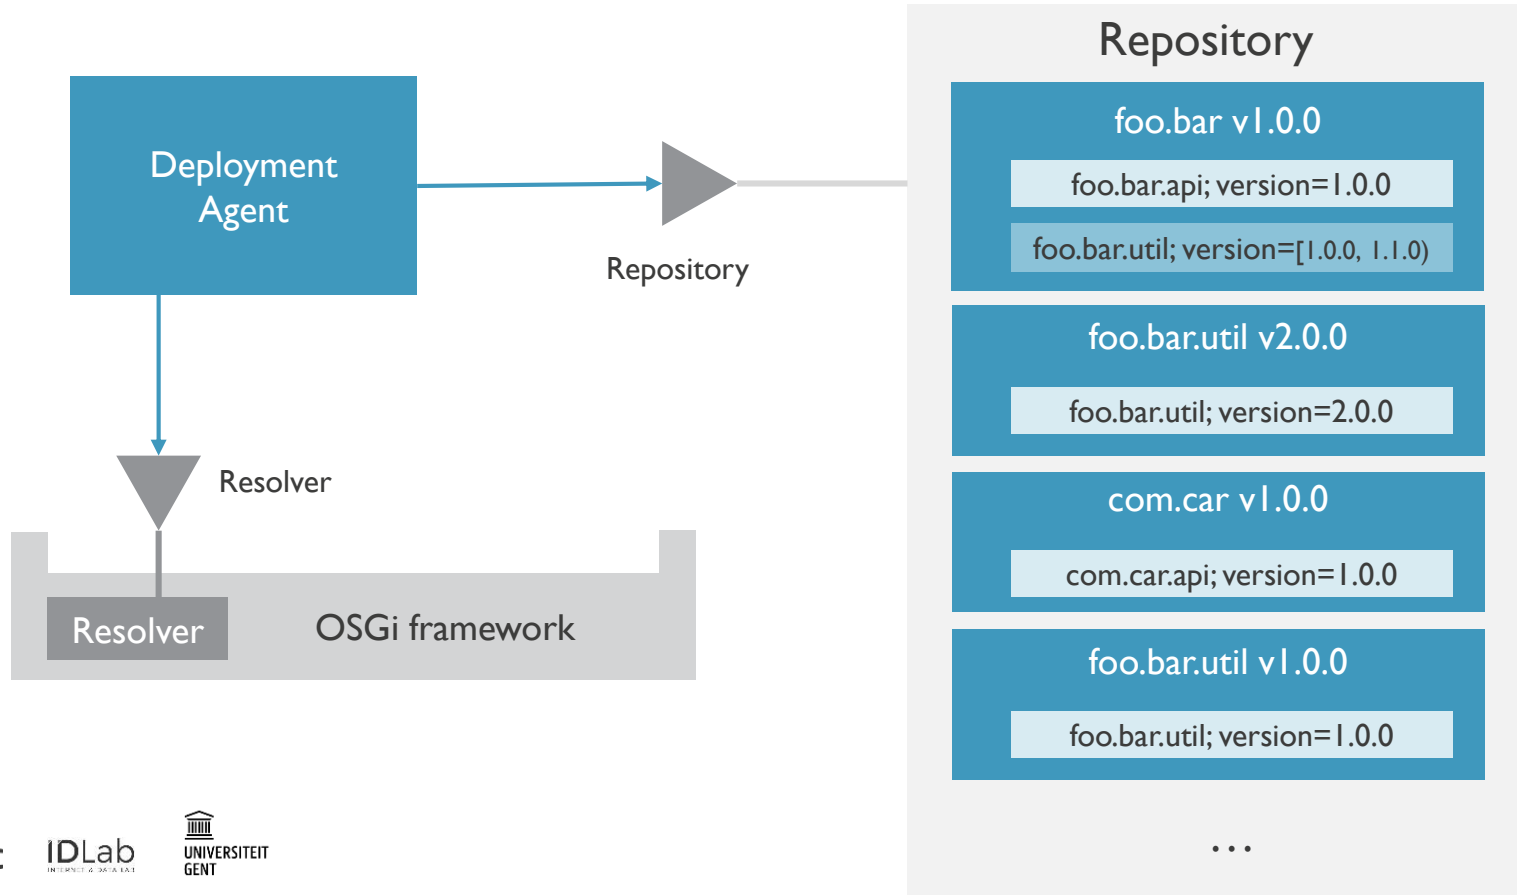 Repository
foo.bar v1.0.0
foo.bar.api; version=1.0.0
foo.bar.util; version=[1.0.0, 1.1.0)
foo.bar.util v2.0.0
foo.bar.util; version=2.0.0
com.car v1.0.0
com.car.api; version=1.0.0
foo.bar.util v1.0.0
foo.bar.util; version=1.0.0
...
Deployment
Agent
Repository
Resolver
Resolver
OSGi framework
IDLab
INTERNET & DATA LAB
UNIVERSITEIT
GENT